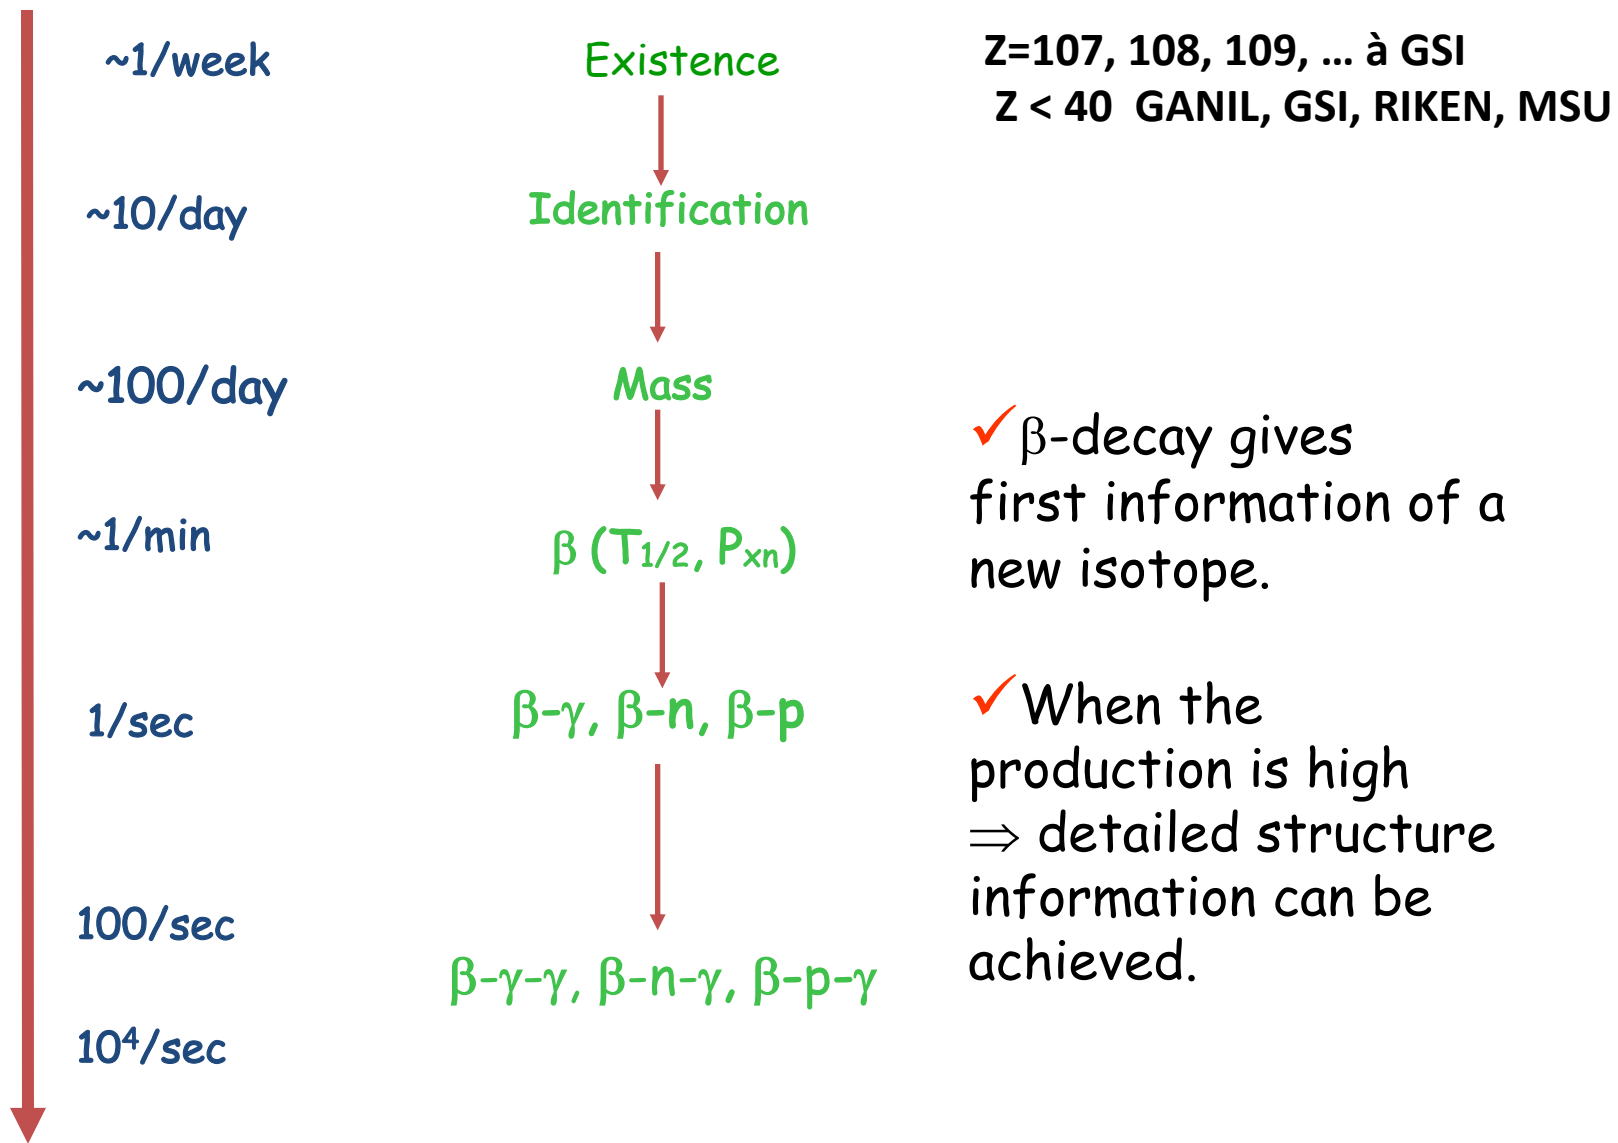 ~1/week
Existence
Z=107, 108, 109, ... à GSI
Z < 40 GANIL, GSI, RIKEN, MSU
~10/day
Identification
~100/day
Mass
~1/min
β (T1/2, Pxn)
✓β-decay gives
first information of a
new isotope.
1/sec
β-γ, β-n, β-p
✓When the
production is high
⇒ detailed structure
information can be
achieved.
100/sec
β-γ-γ, β-n-γ, β-p-γ
10⁴/sec